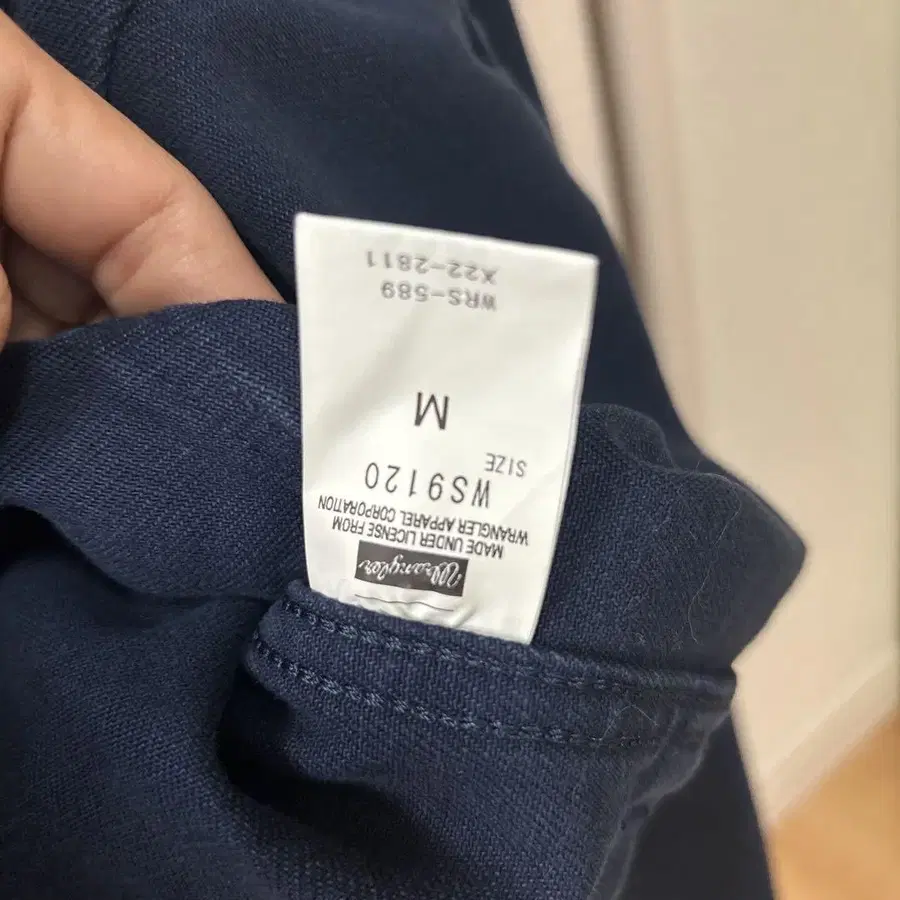 Wrangler
MADE UNDER LICENSE FROM
WRANGLER APPAREL CORPORATION
WS9120
SIZE
M
WRS-589
X22-2811